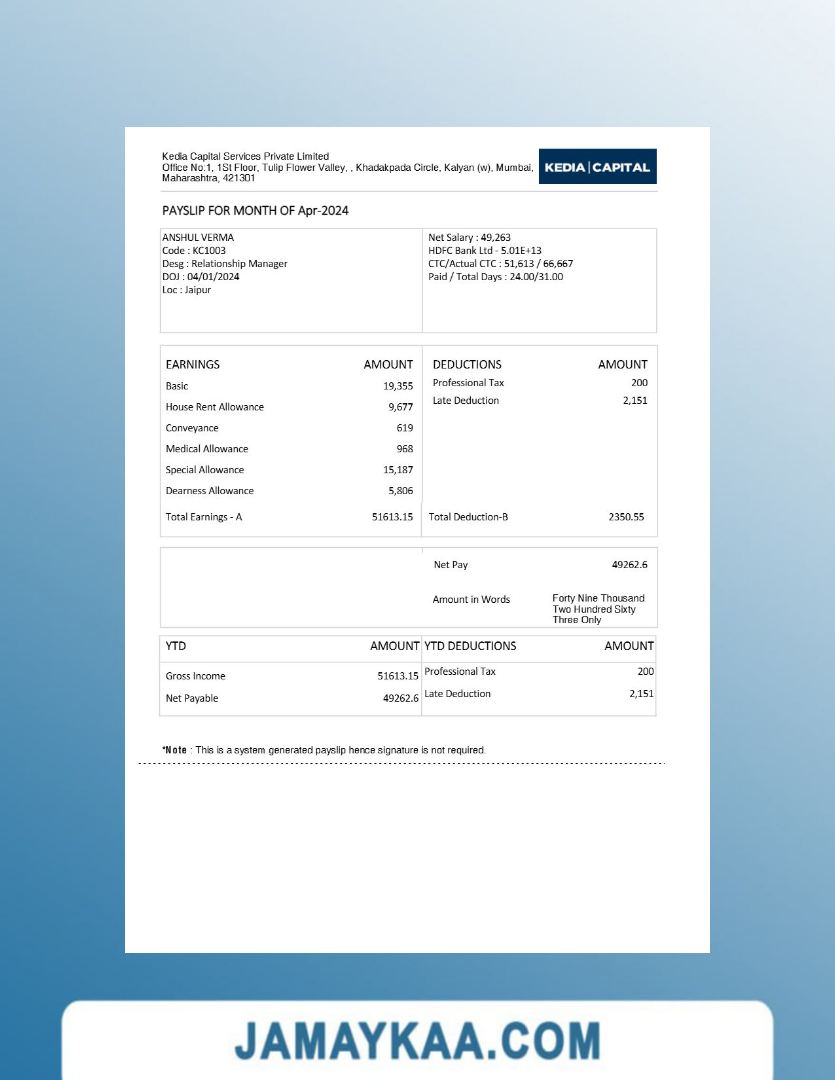 Kedia Capital Services Private Limited
Office No:1, 1St Floor, Tulip Flower Valley, , Khadakpada Circle, Kalyan (w), Mumbai,
Maharashtra, 421301
KEDIA|CAPITAL
PAYSLIP FOR MONTH OF Apr-2024
ANSHUL VERMA
Code : KC1003
Desg : Relationship Manager
DOJ : 04/01/2024
Loc : Jaipur
Net Salary : 49,263
HDFC Bank Ltd - 5.01E+13
CTC/Actual CTC : 51,613 / 66,667
Paid / Total Days : 24.00/31.00
EARNINGS AMOUNT
Basic 19,355
House Rent Allowance 9,677
Conveyance 619
Medical Allowance 968
Special Allowance 15,187
Dearness Allowance 5,806
Total Earnings - A 51613.15
DEDUCTIONS AMOUNT
Professional Tax 200
Late Deduction 2,151
Total Deduction-B 2350.55
Net Pay 49262.6
Amount in Words Forty Nine Thousand
Two Hundred Sixty
Three Only
YTD AMOUNT
Gross Income 51613.15
Net Payable 49262.6
YTD DEDUCTIONS AMOUNT
Professional Tax 200
Late Deduction 2,151
*Note : This is a system generated payslip hence signature is not required.
JAMAYKAA.COM